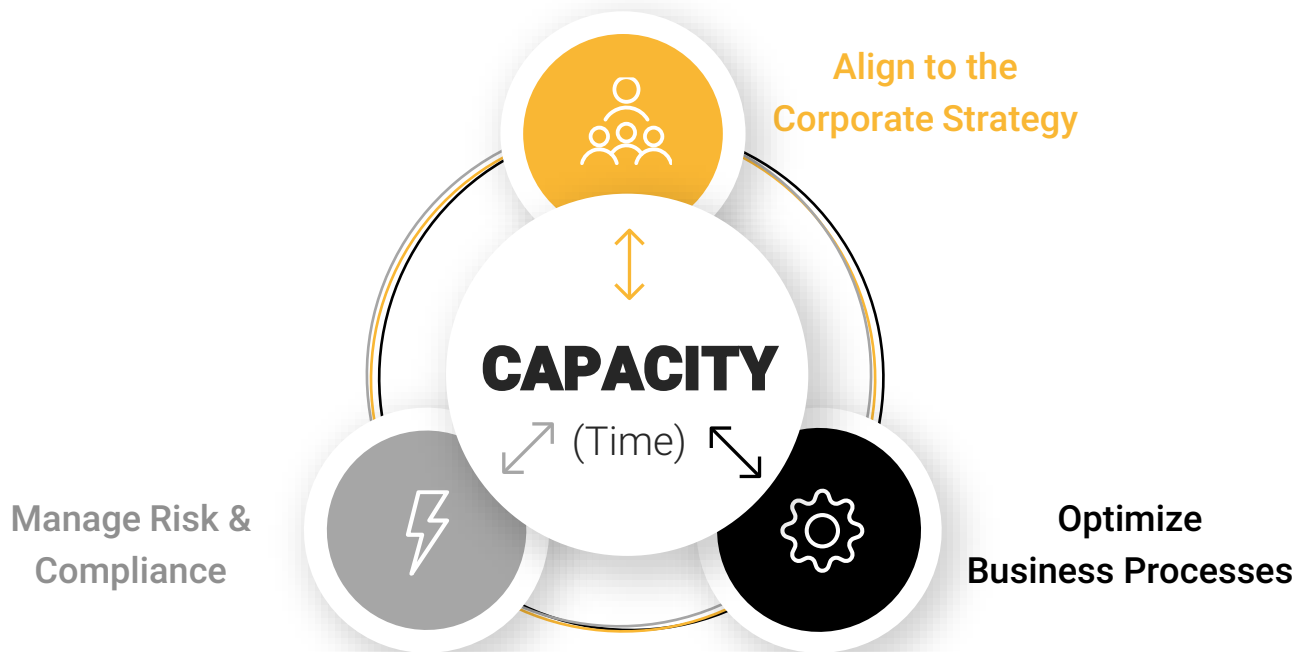 Align to the
Corporate Strategy
CAPACITY
(Time)
Manage Risk &
Compliance
Optimize
Business Processes